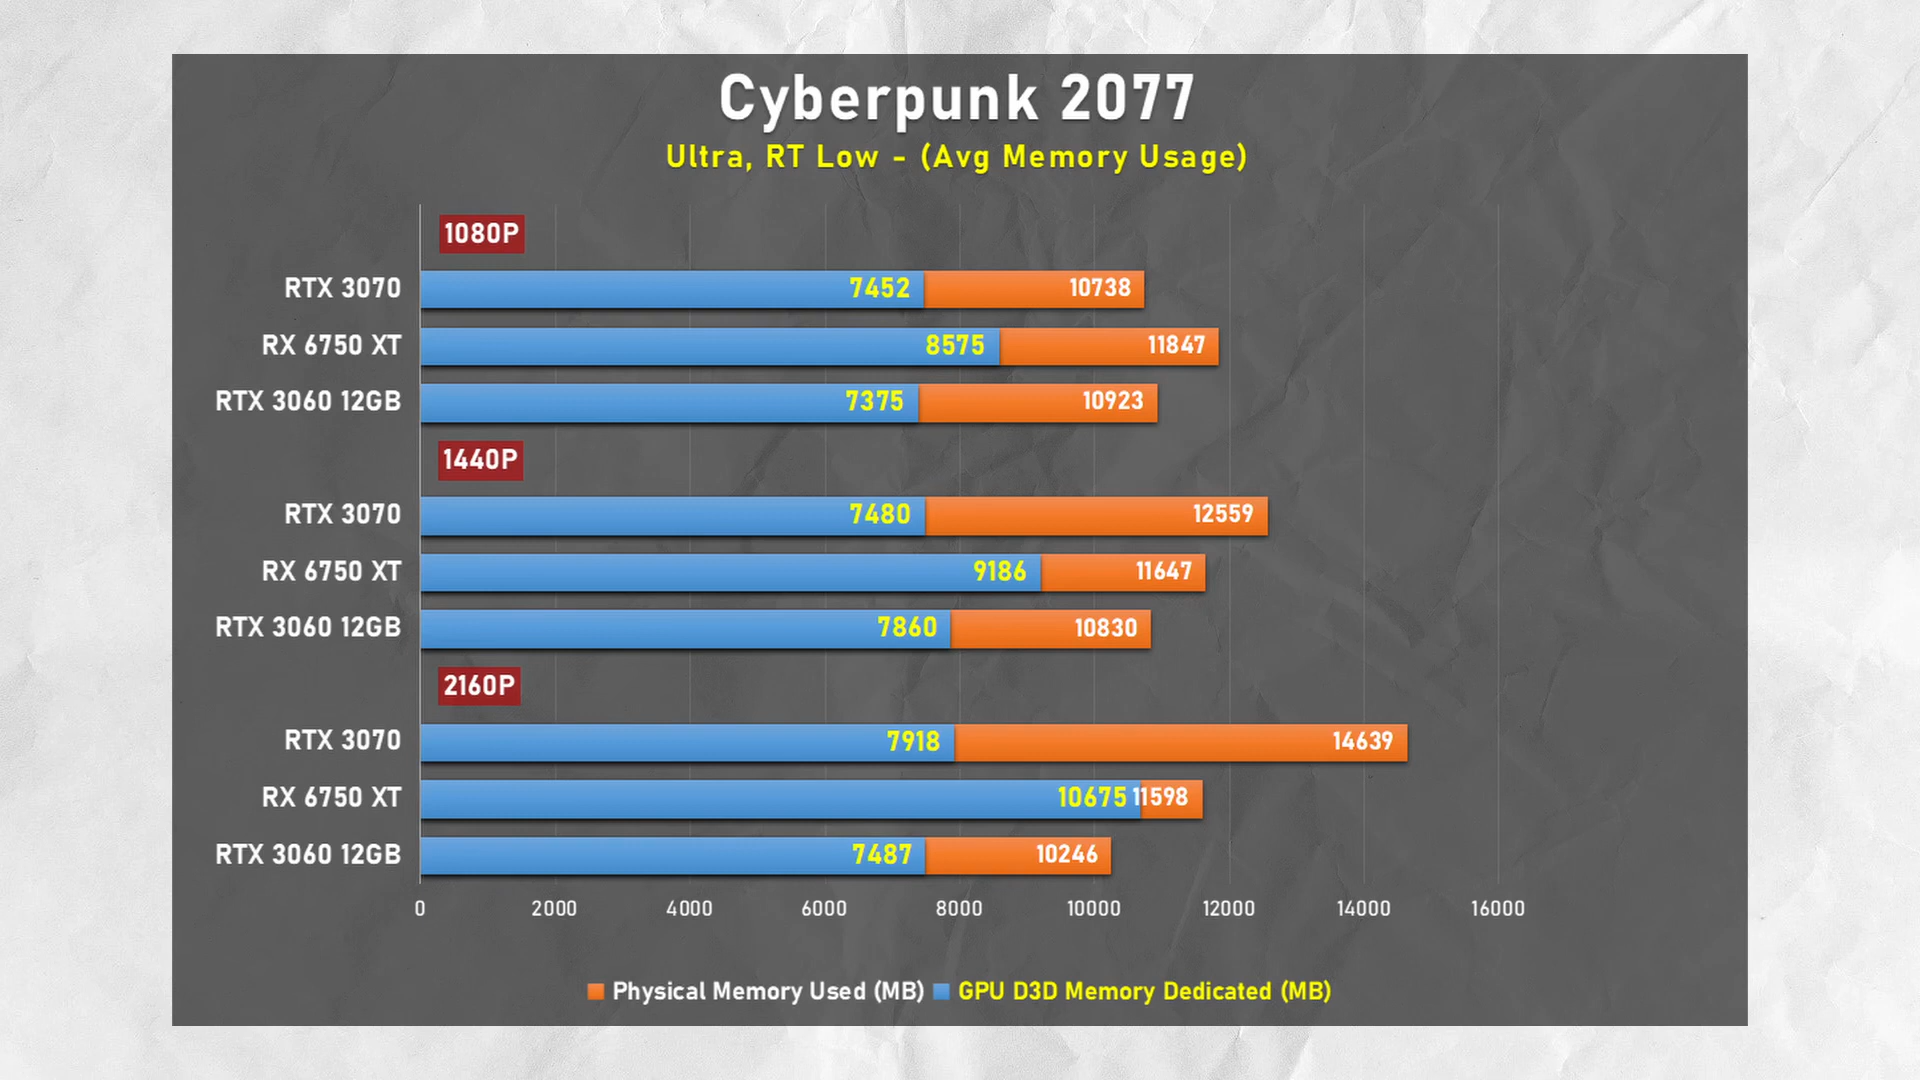 Cyberpunk 2077
Ultra, RT Low - (Avg Memory Usage)
1080P
RTX 3070 7452 10738
RX 6750 XT 8575 11847
RTX 3060 12GB 7375 10923
1440P
RTX 3070 7480 12559
RX 6750 XT 9186 11647
RTX 3060 12GB 7860 10830
2160P
RTX 3070 7918 14639
RX 6750 XT 10675 11598
RTX 3060 12GB 7487 10246
0 2000 4000 6000 8000 10000 12000 14000 16000
Physical Memory Used (MB) GPU D3D Memory Dedicated (MB)